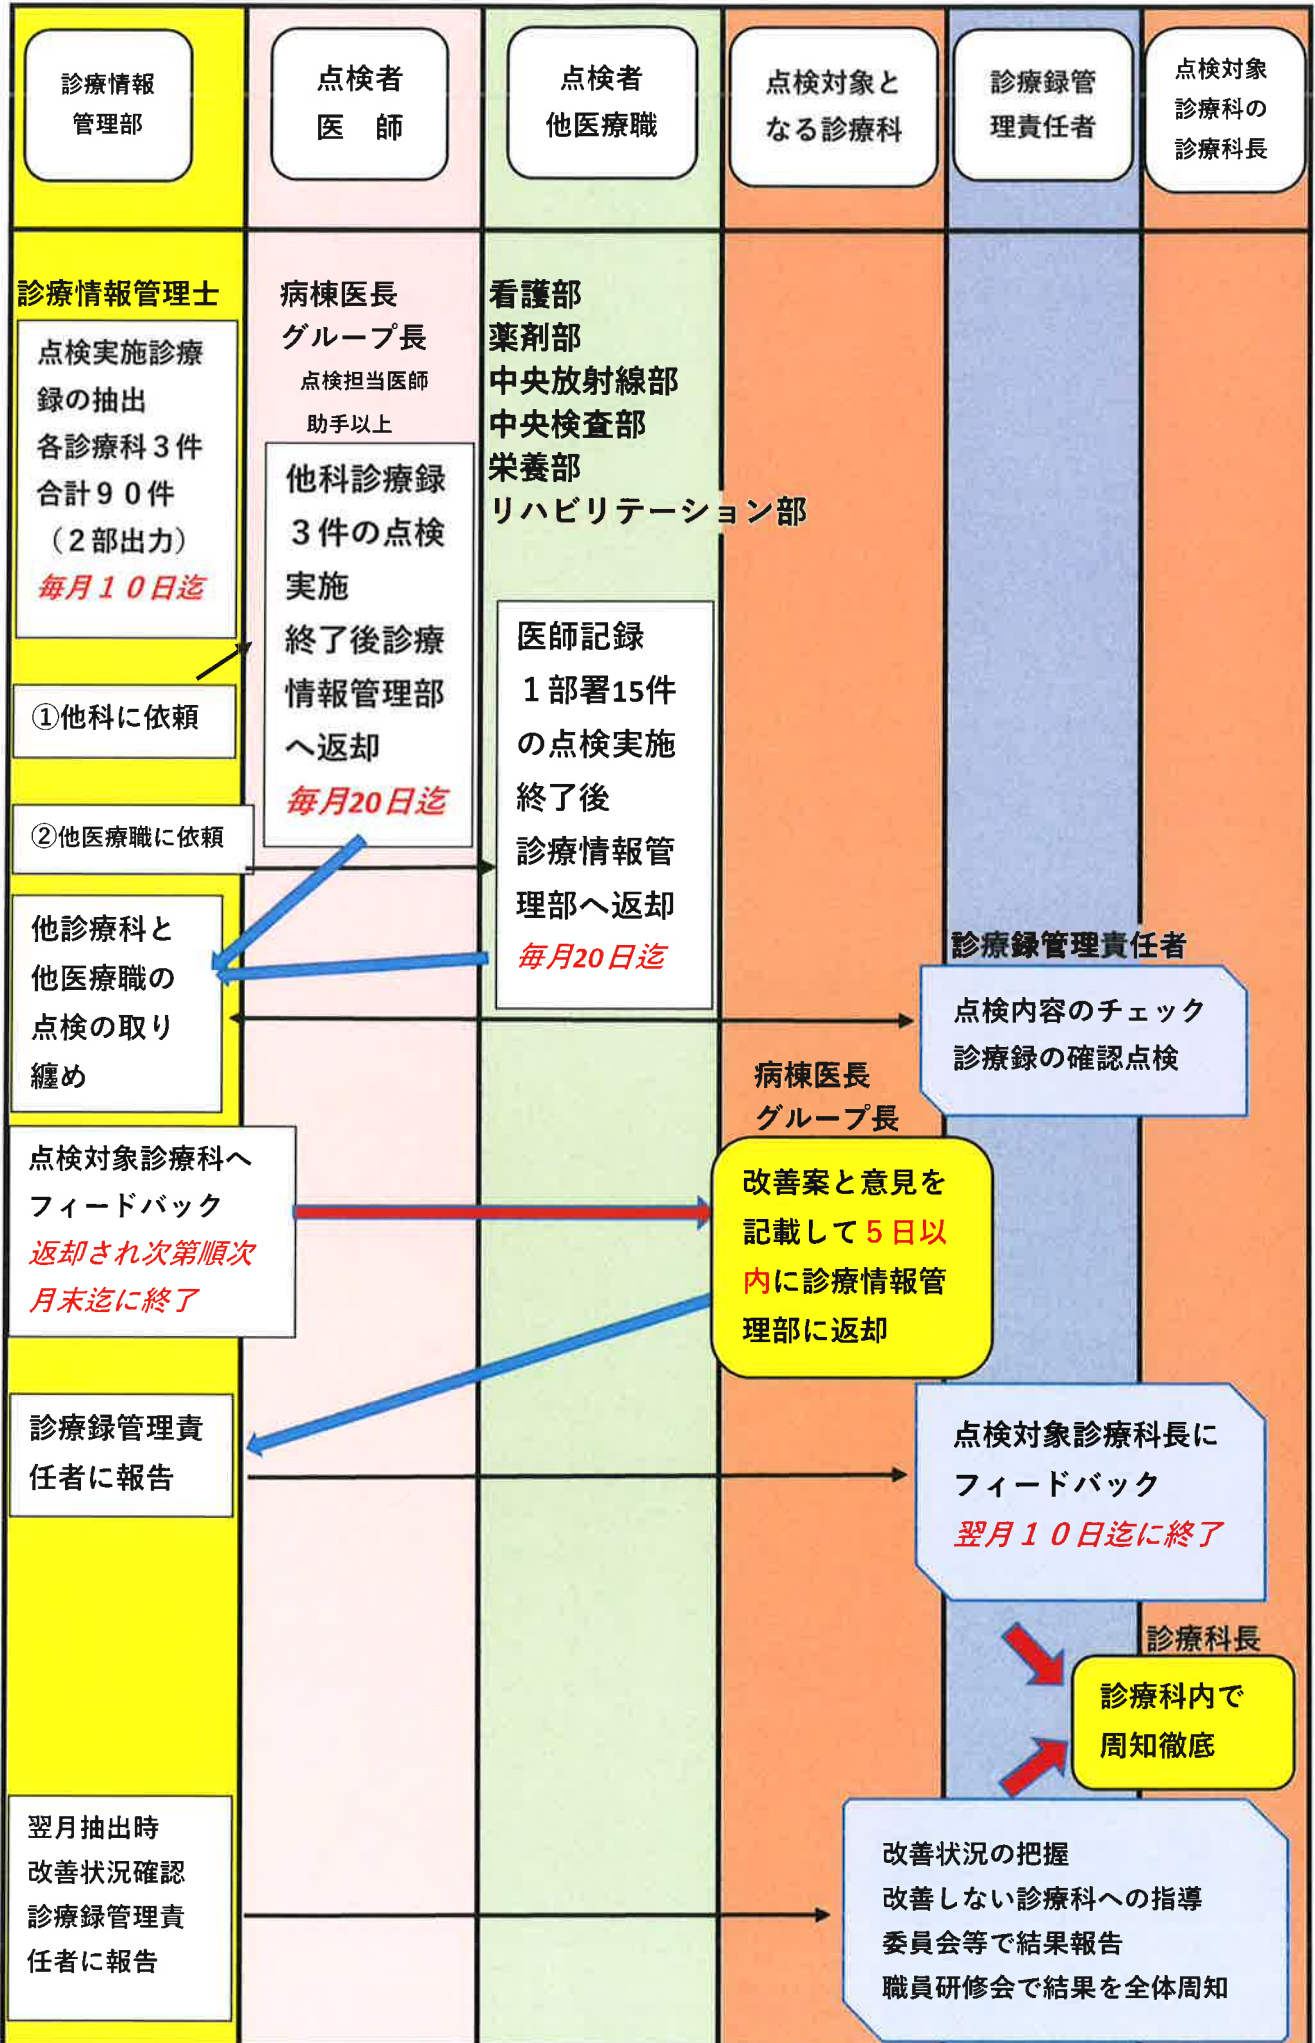 診療情報
管理部
点検者
医　師
点検者
他医療職
点検対象と
なる診療科
診療録管
理責任者
点検対象
診療科の
診療科長
診療情報管理士
点検実施診療
録の抽出
各診療科３件
合計９０件
（２部出力）
毎月１０日迄
①他科に依頼
②他医療職に依頼
他診療科と
他医療職の
点検の取り
纏め
点検対象診療科へ
フィードバック
返却され次第順次
月末迄に終了
診療録管理責
任者に報告
翌月抽出時
改善状況確認
診療録管理責
任者に報告
病棟医長
グループ長
点検担当医師
助手以上
他科診療録
３件の点検
実施
終了後診療
情報管理部
へ返却
毎月20日迄
看護部
薬剤部
中央放射線部
中央検査部
栄養部
リハビリテーション部
医師記録
１部署15件
の点検実施
終了後
診療情報管
理部へ返却
毎月20日迄
病棟医長
グループ長
改善案と意見を
記載して５日以
内に診療情報管
理部に返却
診療録管理責任者
点検内容のチェック
診療録の確認点検
点検対象診療科長に
フィードバック
翌月１０日迄に終了
診療科長
診療科内で
周知徹底
改善状況の把握
改善しない診療科への指導
委員会等で結果報告
職員研修会で結果を全体周知